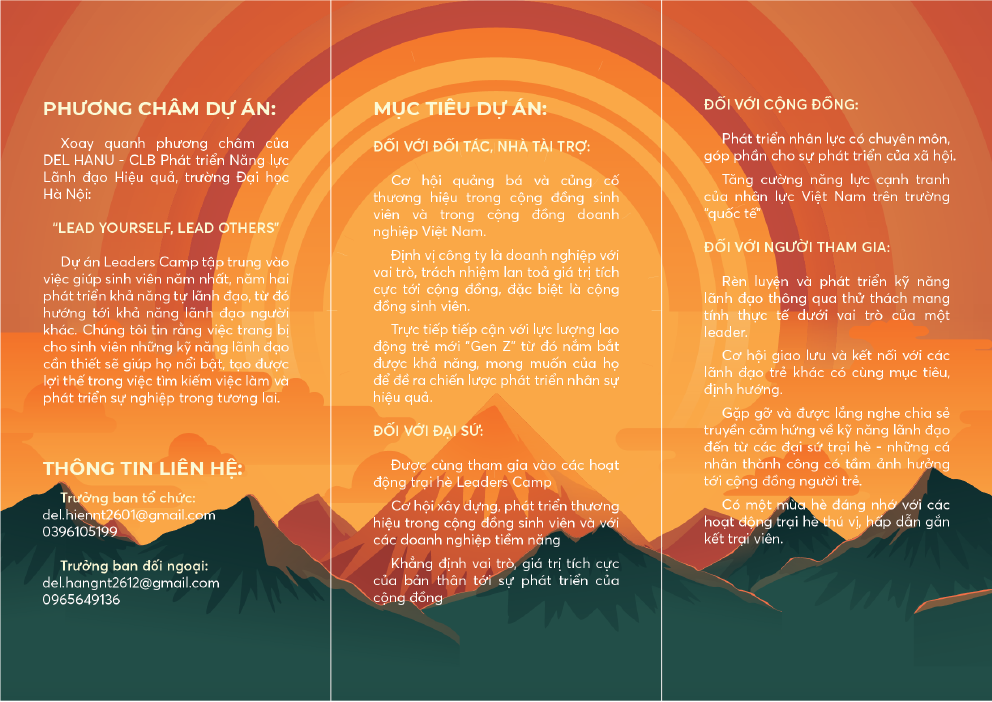 PHƯƠNG CHÂM DỰ ÁN:
Xoay quanh phương châm của
DEL HANU - CLB Phát triển Năng lực
Lãnh đạo Hiệu quả, trường Đại học
Hà Nội:
"LEAD YOURSELF, LEAD OTHERS"
Dự án Leaders Camp tập trung vào
việc giúp sinh viên năm nhất, năm hai
phát triển khả năng tự lãnh đạo, từ đó
hướng tới khả năng lãnh đạo người
khác. Chúng tôi tin rằng việc trang bị
cho sinh viên những kỹ năng lãnh đạo
cần thiết sẽ giúp họ nổi bật, tạo được
lợi thế trong việc tìm kiếm việc làm và
phát triển sự nghiệp trong tương lai.
THÔNG TIN LIÊN HỆ:
Trưởng ban tổ chức:
del.hiennt2601@gmail.com
0396105199
Trưởng ban đối ngoại:
del.hangnt2612@gmail.com
0965649136
MỤC TIÊU DỰ ÁN:
ĐỐI VỚI ĐỐI TÁC, NHÀ TÀI TRỢ:
Cơ hội quảng bá và củng cố
thương hiệu trong cộng đồng sinh
viên và trong cộng đồng doanh
nghiệp Việt Nam.
Định vị công ty là doanh nghiệp với
vai trò, trách nhiệm lan toả giá trị tích
cực tới cộng đồng, đặc biệt là cộng
đồng sinh viên.
Trực tiếp tiếp cận với lực lượng lao
động trẻ mới "Gen Z" từ đó nắm bắt
được khả năng, mong muốn của họ
để đề ra chiến lược phát triển nhân sự
hiệu quả.
ĐỐI VỚI ĐẠI SỨ:
Được cùng tham gia vào các hoạt
động trại hè Leaders Camp
Cơ hội xây dựng, phát triển thương
hiệu trong cộng đồng sinh viên và với
các doanh nghiệp tiềm năng
Khẳng định vai trò, giá trị tích cực
của bản thân tới sự phát triển của
cộng đồng
ĐỐI VỚI CỘNG ĐỒNG:
Phát triển nhân lực có chuyên môn,
góp phần cho sự phát triển của xã hội.
Tăng cường năng lực cạnh tranh
của nhân lực Việt Nam trên trường
"quốc tế"
ĐỐI VỚI NGƯỜI THAM GIA:
Rèn luyện và phát triển kỹ năng
lãnh đạo thông qua thử thách mang
tính thực tế dưới vai trò của một
leader.
Cơ hội giao lưu và kết nối với các
lãnh đạo trẻ khác có cùng mục tiêu,
định hướng.
Gặp gỡ và được lắng nghe chia sẻ
truyền cảm hứng về kỹ năng lãnh đạo
đến từ các đại sứ trại hè - những cá
nhân thành công có tầm ảnh hưởng
tới cộng đồng người trẻ.
Có một mùa hè đáng nhớ với các
hoạt động trại hè thú vị, hấp dẫn gắn
kết trại viên.